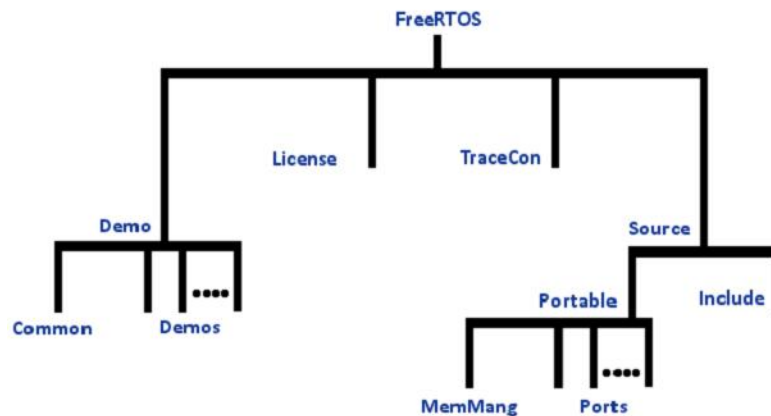 FreeRTOS
License
TraceCon
Demo
Source
Common
Demos
Portable
Include
MemMang
Ports